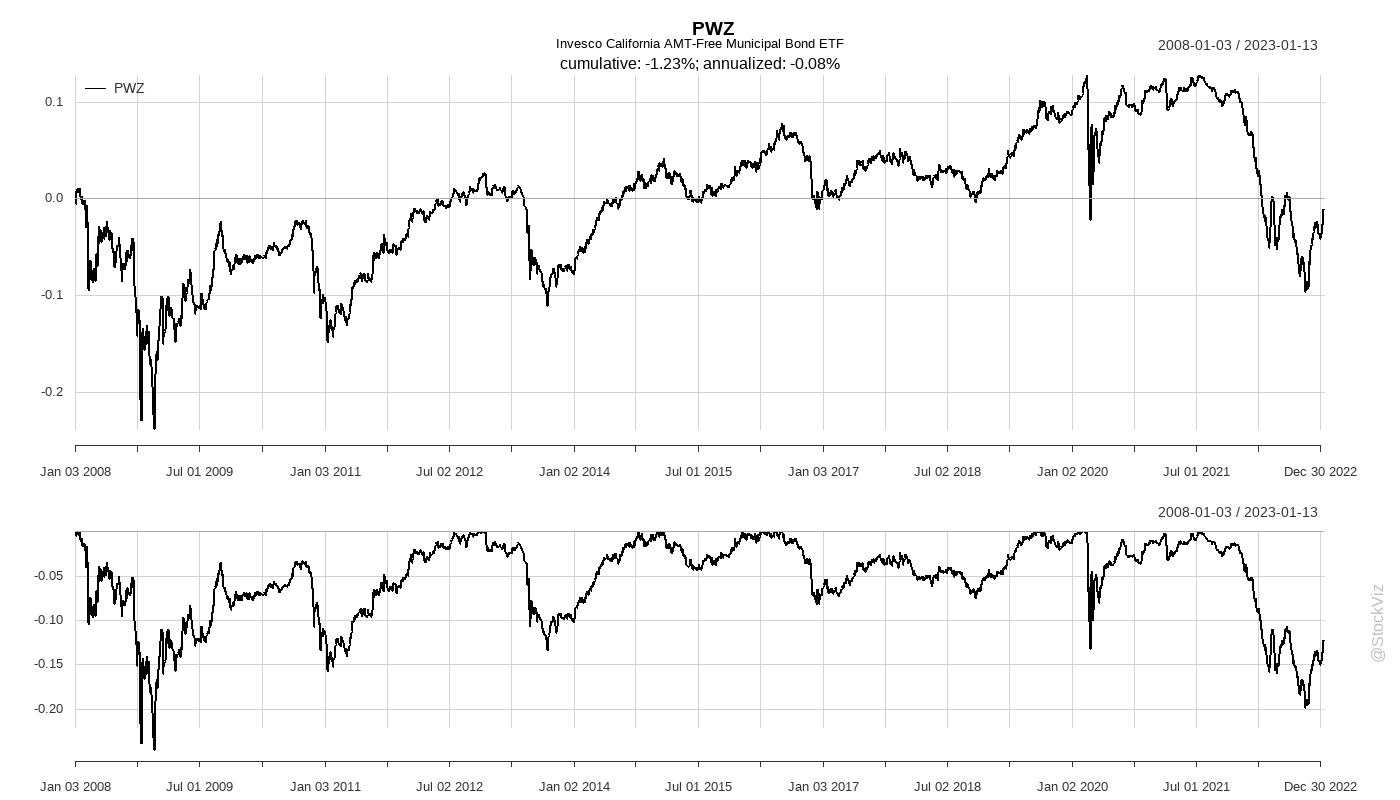 PWZ
Invesco California AMT-Free Municipal Bond ETF
cumulative: -1.23%; annualized: -0.08%
2008-01-03 / 2023-01-13
PWZ
0.1
0.0
-0.1
-0.2
Jan 03 2008 Jul 01 2009 Jan 03 2011 Jul 02 2012 Jan 02 2014 Jul 01 2015 Jan 03 2017 Jul 02 2018 Jan 02 2020 Jul 01 2021 Dec 30 2022
2008-01-03 / 2023-01-13
-0.05
-0.10
-0.15
-0.20
Jan 03 2008 Jul 01 2009 Jan 03 2011 Jul 02 2012 Jan 02 2014 Jul 01 2015 Jan 03 2017 Jul 02 2018 Jan 02 2020 Jul 01 2021 Dec 30 2022
@StockViz